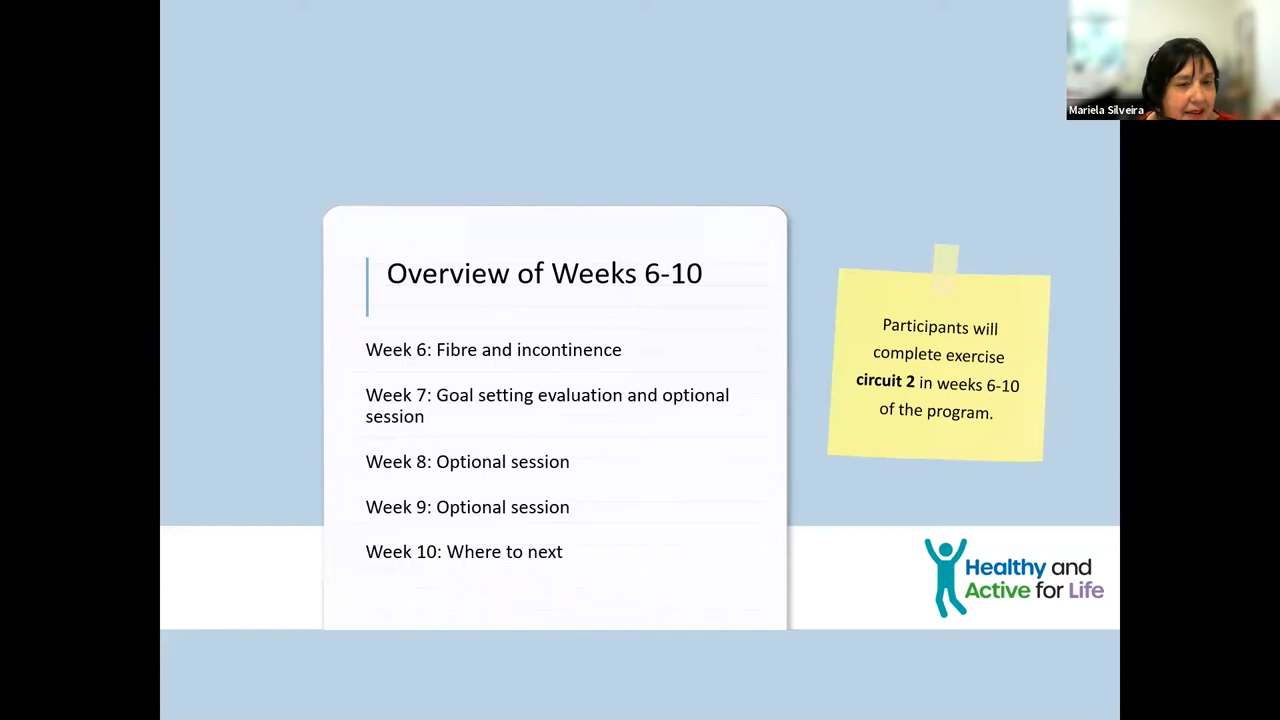 Mariela Silveira
Overview of Weeks 6-10
Week 6: Fibre and incontinence
Week 7: Goal setting evaluation and optional
session
Week 8: Optional session
Week 9: Optional session
Week 10: Where to next
Participants will
complete exercise
circuit 2 in weeks 6-10
of the program.
Healthy and
Active for Life